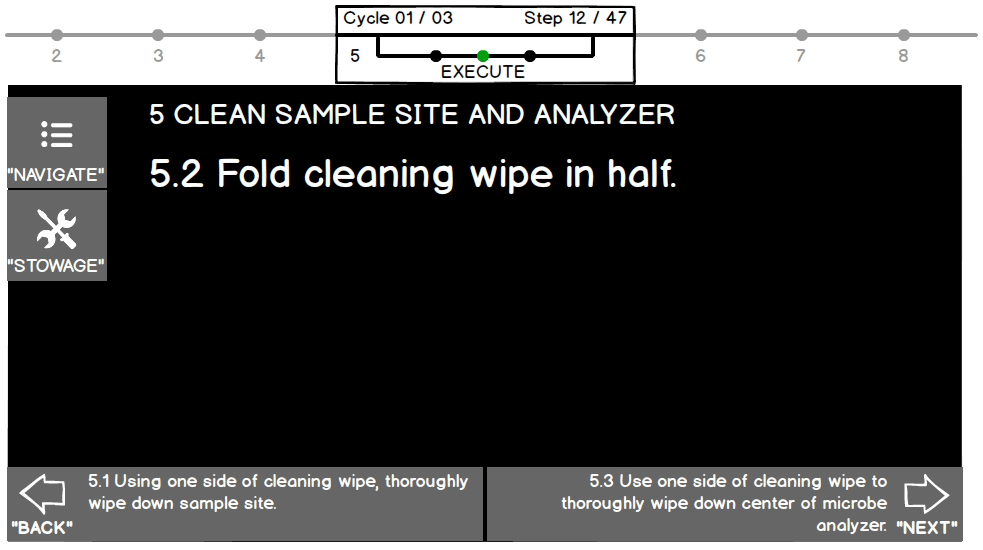 Cycle 01 / 03 Step 12 / 47
2 3 4 5 6 7 8
EXECUTE
5 CLEAN SAMPLE SITE AND ANALYZER
"NAVIGATE"
5.2 Fold cleaning wipe in half.
"STOWAGE"
5.1 Using one side of cleaning wipe, thoroughly
wipe down sample site.
"BACK"
5.3 Use one side of cleaning wipe to
thoroughly wipe down center of microbe
analyzer.
"NEXT"